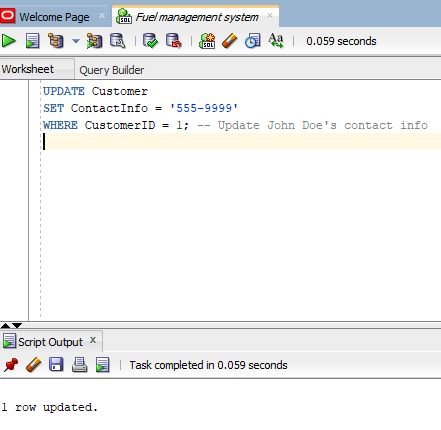 Welcome Page × Fuel management system ×
0.059 seconds
Worksheet Query Builder
UPDATE Customer
SET ContactInfo = '555-9999'
WHERE CustomerID = 1; -- Update John Doe's contact info
Script Output ×
Task completed in 0.059 seconds
1 row updated.